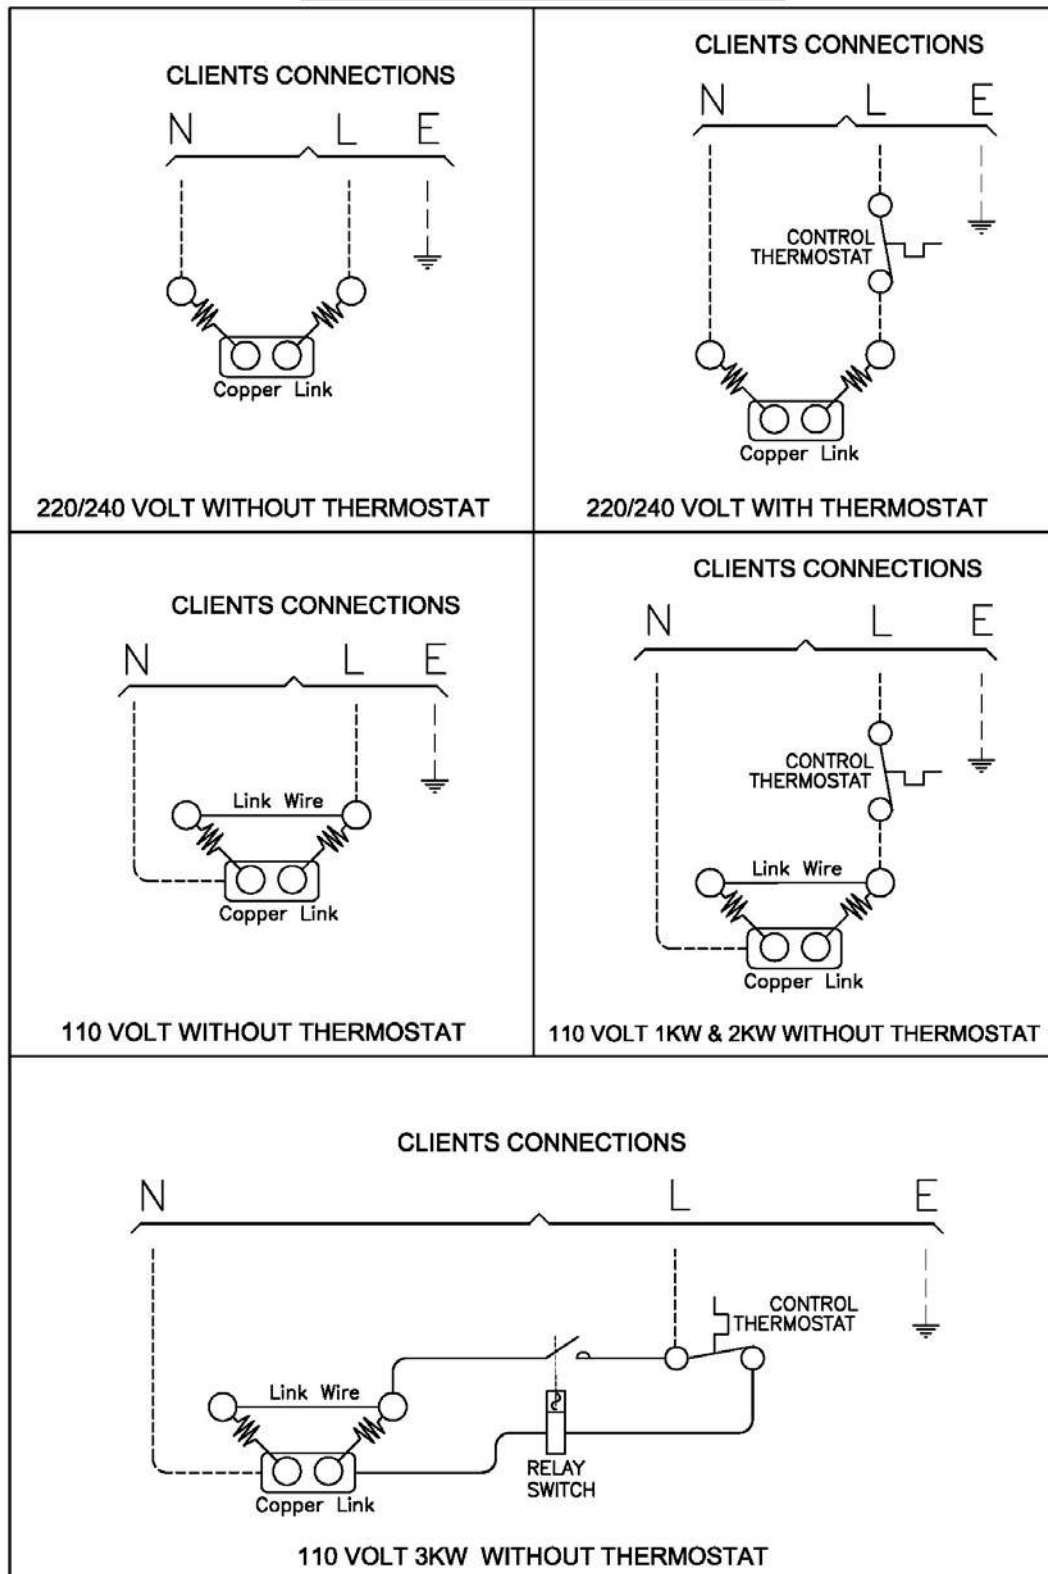 CLIENTS CONNECTIONS
N L E
Copper Link
220/240 VOLT WITHOUT THERMOSTAT
CLIENTS CONNECTIONS
N L E
CONTROL
THERMOSTAT
Copper Link
220/240 VOLT WITH THERMOSTAT
CLIENTS CONNECTIONS
N L E
Link Wire
Copper Link
110 VOLT WITHOUT THERMOSTAT
CLIENTS CONNECTIONS
N L E
CONTROL
THERMOSTAT
Link Wire
Copper Link
110 VOLT 1KW & 2KW WITHOUT THERMOSTAT
CLIENTS CONNECTIONS
N L E
CONTROL
THERMOSTAT
Link Wire
RELAY
SWITCH
Copper Link
110 VOLT 3KW WITHOUT THERMOSTAT